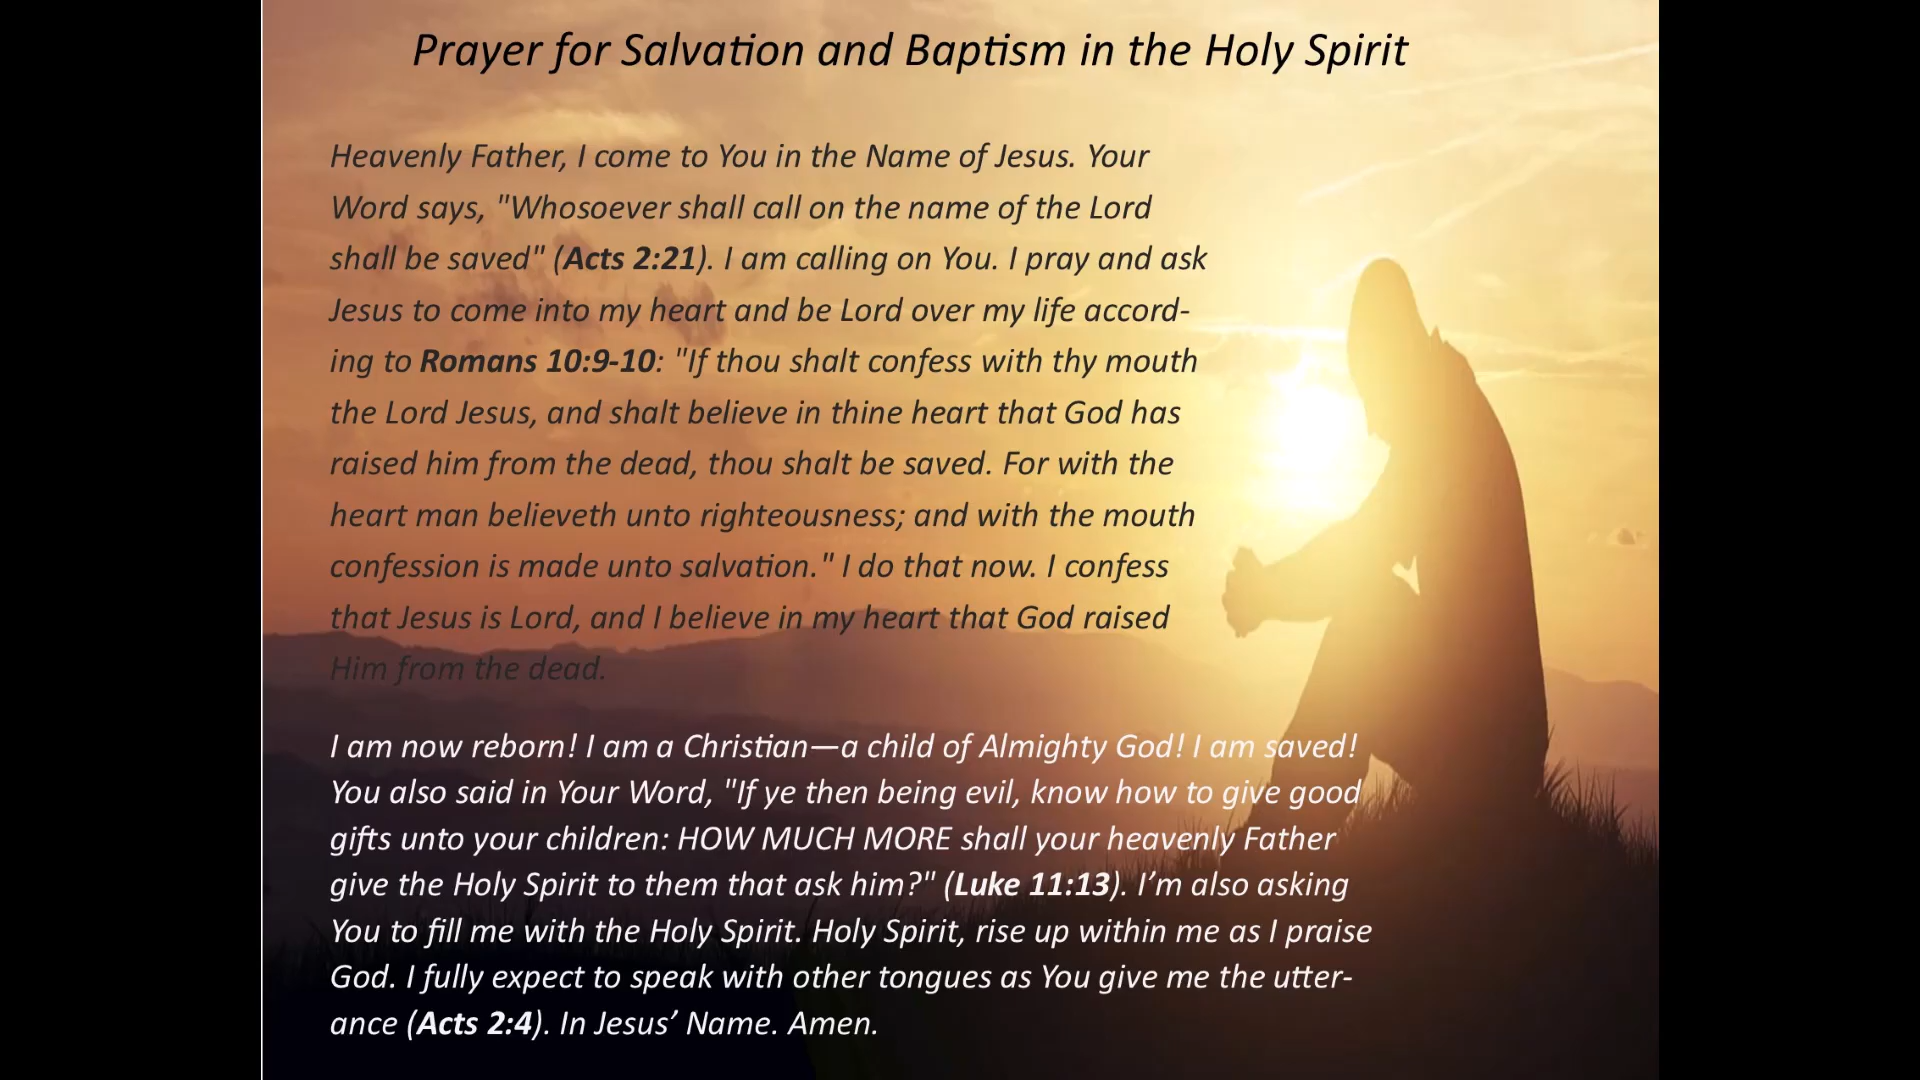 Prayer for Salvation and Baptism in the Holy Spirit
Heavenly Father, I come to You in the Name of Jesus. Your
Word says, "Whosoever shall call on the name of the Lord
shall be saved" (Acts 2:21). I am calling on You. I pray and ask
Jesus to come into my heart and be Lord over my life accord-
ing to Romans 10:9-10: "If thou shalt confess with thy mouth
the Lord Jesus, and shalt believe in thine heart that God has
raised him from the dead, thou shalt be saved. For with the
heart man believeth unto righteousness; and with the mouth
confession is made unto salvation." I do that now. I confess
that Jesus is Lord, and I believe in my heart that God raised
Him from the dead.
I am now reborn! I am a Christian—a child of Almighty God! I am saved!
You also said in Your Word, "If ye then being evil, know how to give good
gifts unto your children: HOW MUCH MORE shall your heavenly Father
give the Holy Spirit to them that ask him?" (Luke 11:13). I’m also asking
You to fill me with the Holy Spirit. Holy Spirit, rise up within me as I praise
God. I fully expect to speak with other tongues as You give me the utter-
ance (Acts 2:4). In Jesus’ Name. Amen.